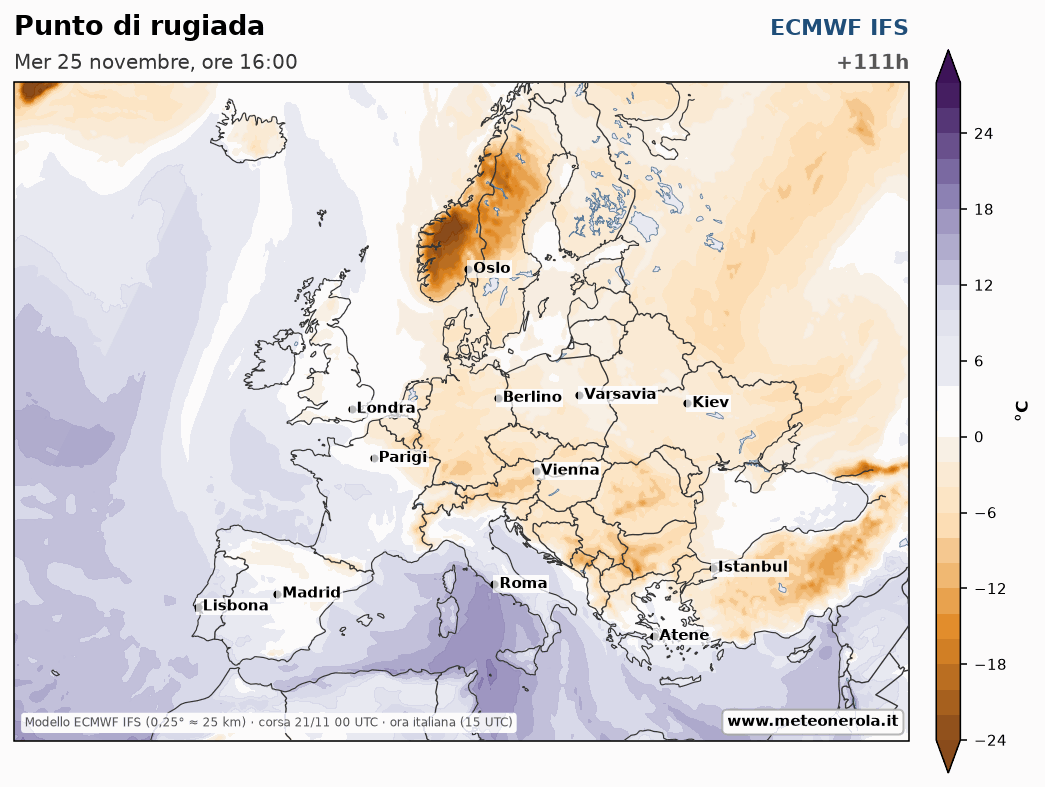 Punto di rugiada
ECMWF IFS
Mer 25 novembre, ore 16:00
+111h
24
18
12
6
0
−6
−12
−18
−24
°C
Oslo
Berlino
Varsavia
Kiev
Londra
Parigi
Vienna
Istanbul
Roma
Madrid
Lisbona
Atene
Modello ECMWF IFS (0,25° ≈ 25 km) · corsa 21/11 00 UTC · ora italiana (15 UTC)
www.meteonerola.it